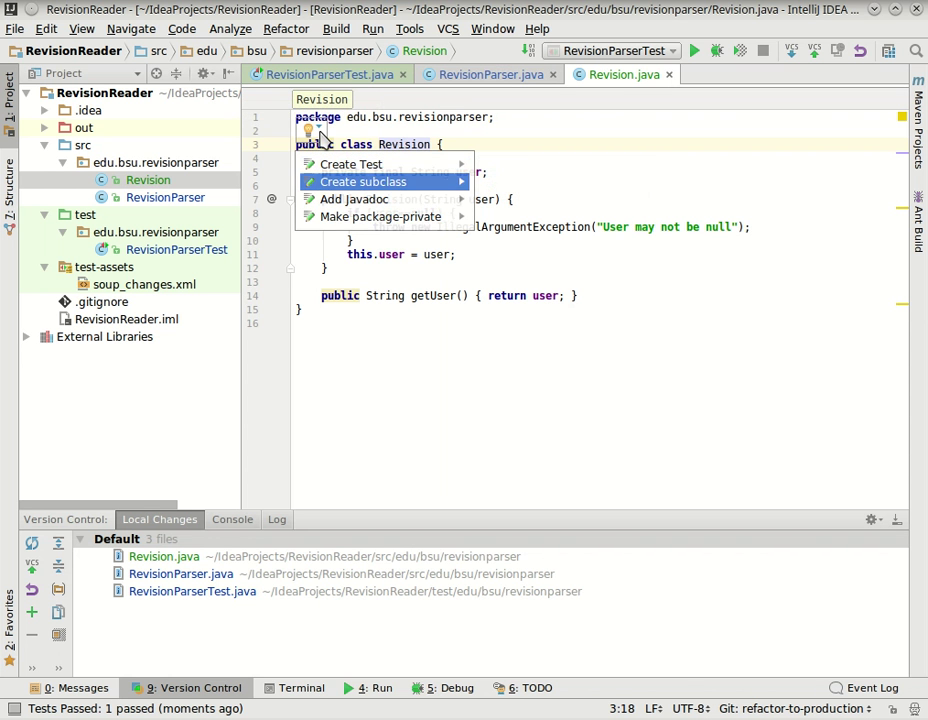 RevisionReader - [~/IdeaProjects/RevisionReader] - [RevisionReader] - ~/IdeaProjects/RevisionReader/src/edu/bsu/revisionparser/Revision.java - IntelliJ IDEA ...
File Edit View Navigate Code Analyze Refactor Build Run Tools VCS Window Help
RevisionReader src edu bsu revisionparser Revision RevisionParserTest VCS VCS
1: Project
7: Structure
2: Favorites
Project
RevisionReader ~/IdeaProjects/
.idea
out
src
edu.bsu.revisionparser
Revision
RevisionParser
test
edu.bsu.revisionparser
RevisionParserTest
test-assets
soup_changes.xml
.gitignore
RevisionReader.iml
External Libraries
RevisionParserTest.java × RevisionParser.java × Revision.java ×
Revision
1 package edu.bsu.revisionparser;
2
3 public class Revision {
4
5 user;
6
7 @ user) {
8
9 IllegalArgumentException("User may not be null");
10 }
11 this.user = user;
12 }
13
14 public String getUser() { return user; }
15 }
16
Create Test
Create subclass
Add Javadoc
Make package-private
Maven Projects
Ant Build
Version Control: Local Changes Console Log
VCS
Default 3 files
Revision.java ~/IdeaProjects/RevisionReader/src/edu/bsu/revisionparser
RevisionParser.java ~/IdeaProjects/RevisionReader/src/edu/bsu/revisionparser
RevisionParserTest.java ~/IdeaProjects/RevisionReader/test/edu/bsu/revisionparser
0: Messages 9: Version Control Terminal 4: Run 5: Debug 6: TODO Event Log
Tests Passed: 1 passed (moments ago) 3:18 LF UTF-8 Git: refactor-to-production